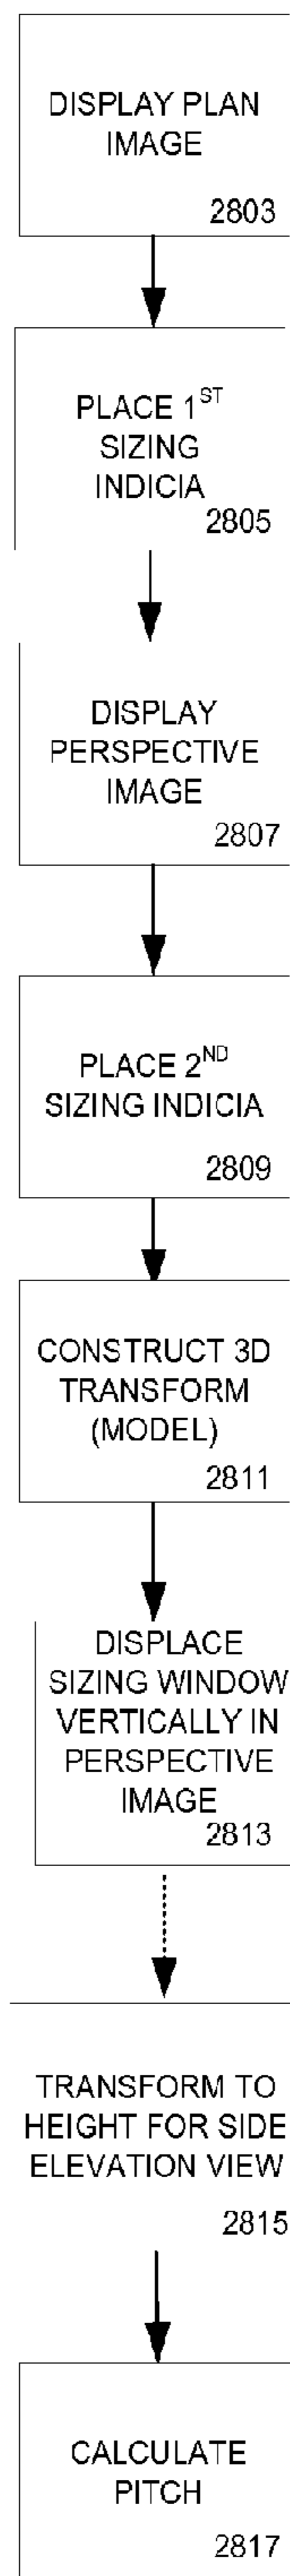 DISPLAY PLAN
IMAGE
2803
PLACE 1ST
SIZING
INDICIA
2805
DISPLAY
PERSPECTIVE
IMAGE
2807
PLACE 2ND
SIZING INDICIA
2809
CONSTRUCT 3D
TRANSFORM
(MODEL)
2811
DISPLACE
SIZING WINDOW
VERTICALLY IN
PERSPECTIVE
IMAGE
2813
TRANSFORM TO
HEIGHT FOR SIDE
ELEVATION VIEW
2815
CALCULATE
PITCH
2817